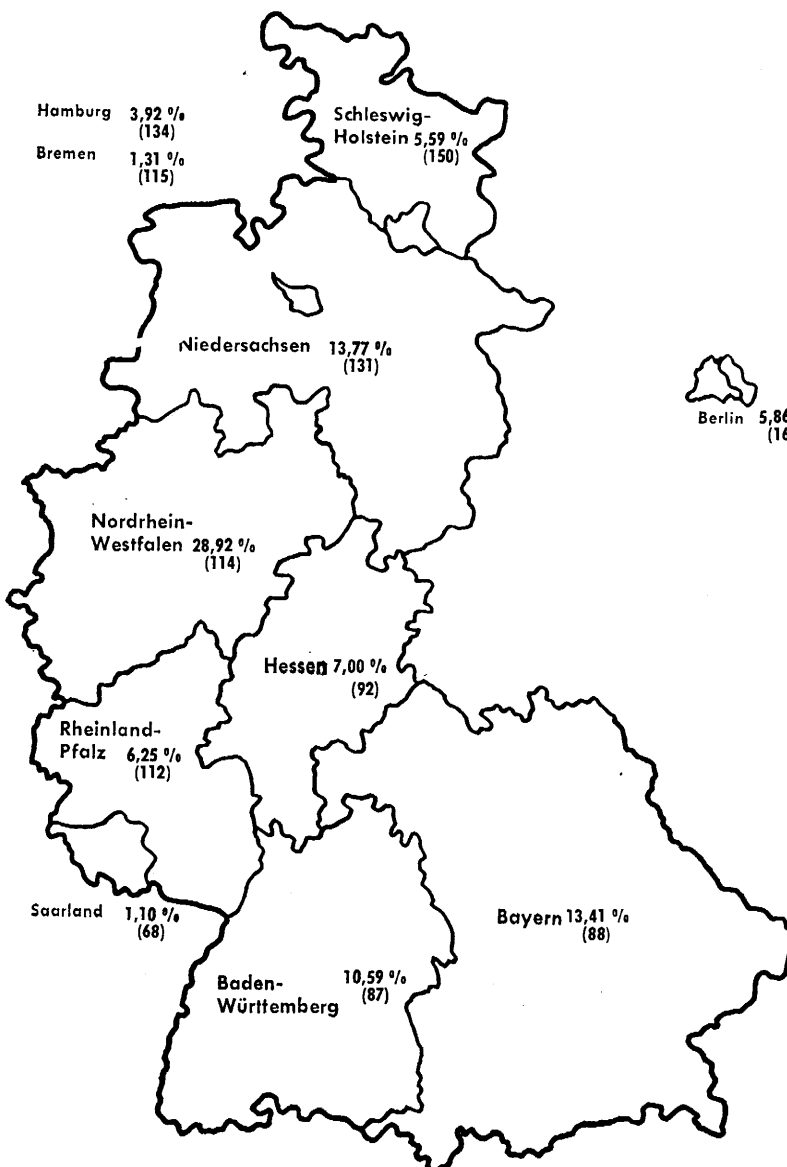 Hamburg 3,92 %
(134)
Bremen 1,31 %
(115)
Schleswig-
Holstein 5,59 %
(150)
Niedersachsen 13,77 %
(131)
Berlin 5,86
(16
Nordrhein-
Westfalen 28,92 %
(114)
Hessen 7,00 %
(92)
Rheinland-
Pfalz 6,25 %
(112)
Saarland 1,10 %
(68)
Bayern 13,41 %
(88)
Baden- 10,59 %
Württemberg (87)